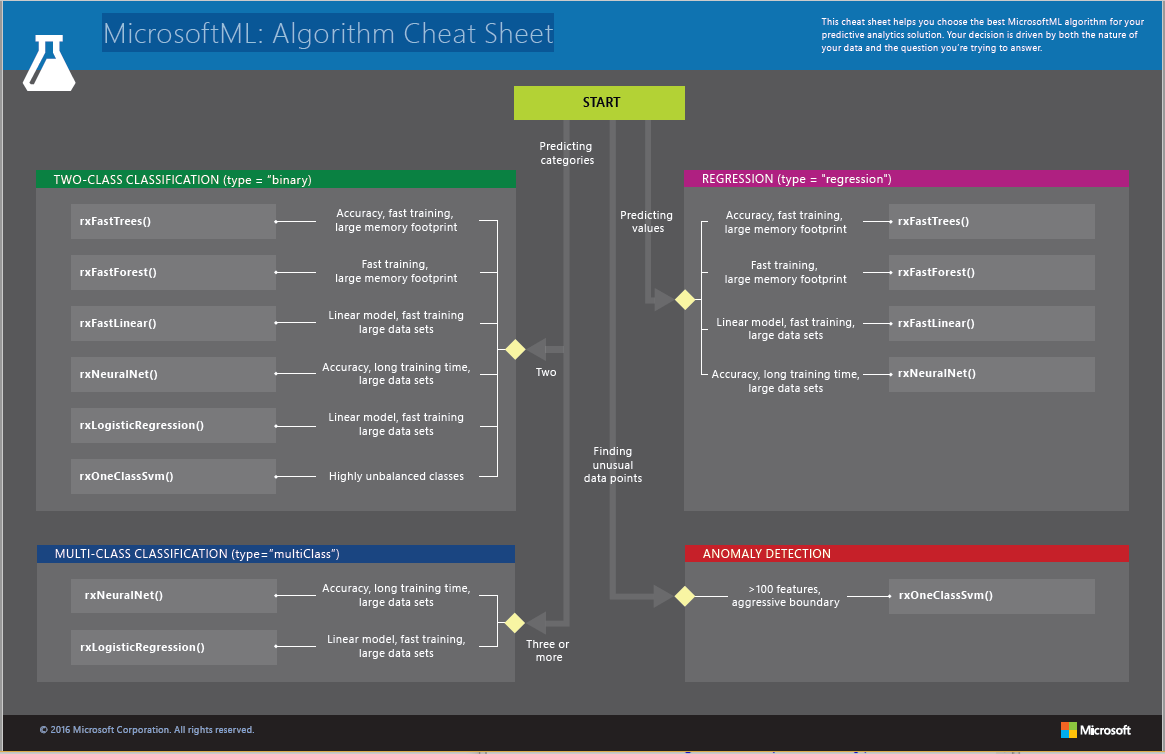 MicrosoftML: Algorithm Cheat Sheet
This cheat sheet helps you choose the best MicrosoftML algorithm for your
predictive analytics solution. Your decision is driven by both the nature of
your data and the question you're trying to answer.
START
Predicting
categories
TWO-CLASS CLASSIFICATION (type = “binary)
rxFastTrees()
Accuracy, fast training,
large memory footprint
rxFastForest()
Fast training,
large memory footprint
rxFastLinear()
Linear model, fast training
large data sets
rxNeuralNet()
Accuracy, long training time,
large data sets
rxLogisticRegression()
Linear model, fast training
large data sets
rxOneClassSvm()
Highly unbalanced classes
Two
Predicting
values
REGRESSION (type = "regression")
Accuracy, fast training,
large memory footprint
rxFastTrees()
Fast training,
large memory footprint
rxFastForest()
Linear model, fast training,
large data sets
rxFastLinear()
Accuracy, long training time,
large data sets
rxNeuralNet()
Finding
unusual
data points
MULTI-CLASS CLASSIFICATION (type=”multiClass”)
rxNeuralNet()
Accuracy, long training time,
large data sets
rxLogisticRegression()
Linear model, fast training,
large data sets
Three or
more
ANOMALY DETECTION
>100 features,
aggressive boundary
rxOneClassSvm()
© 2016 Microsoft Corporation. All rights reserved.
Microsoft